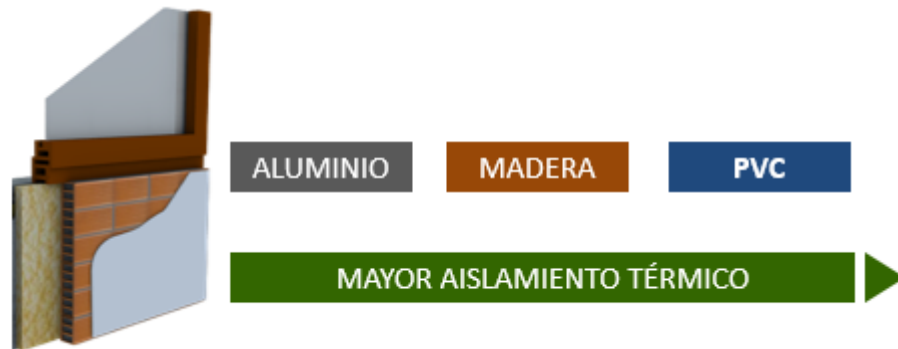 ALUMINIO
MADERA
PVC
MAYOR AISLAMIENTO TÉRMICO